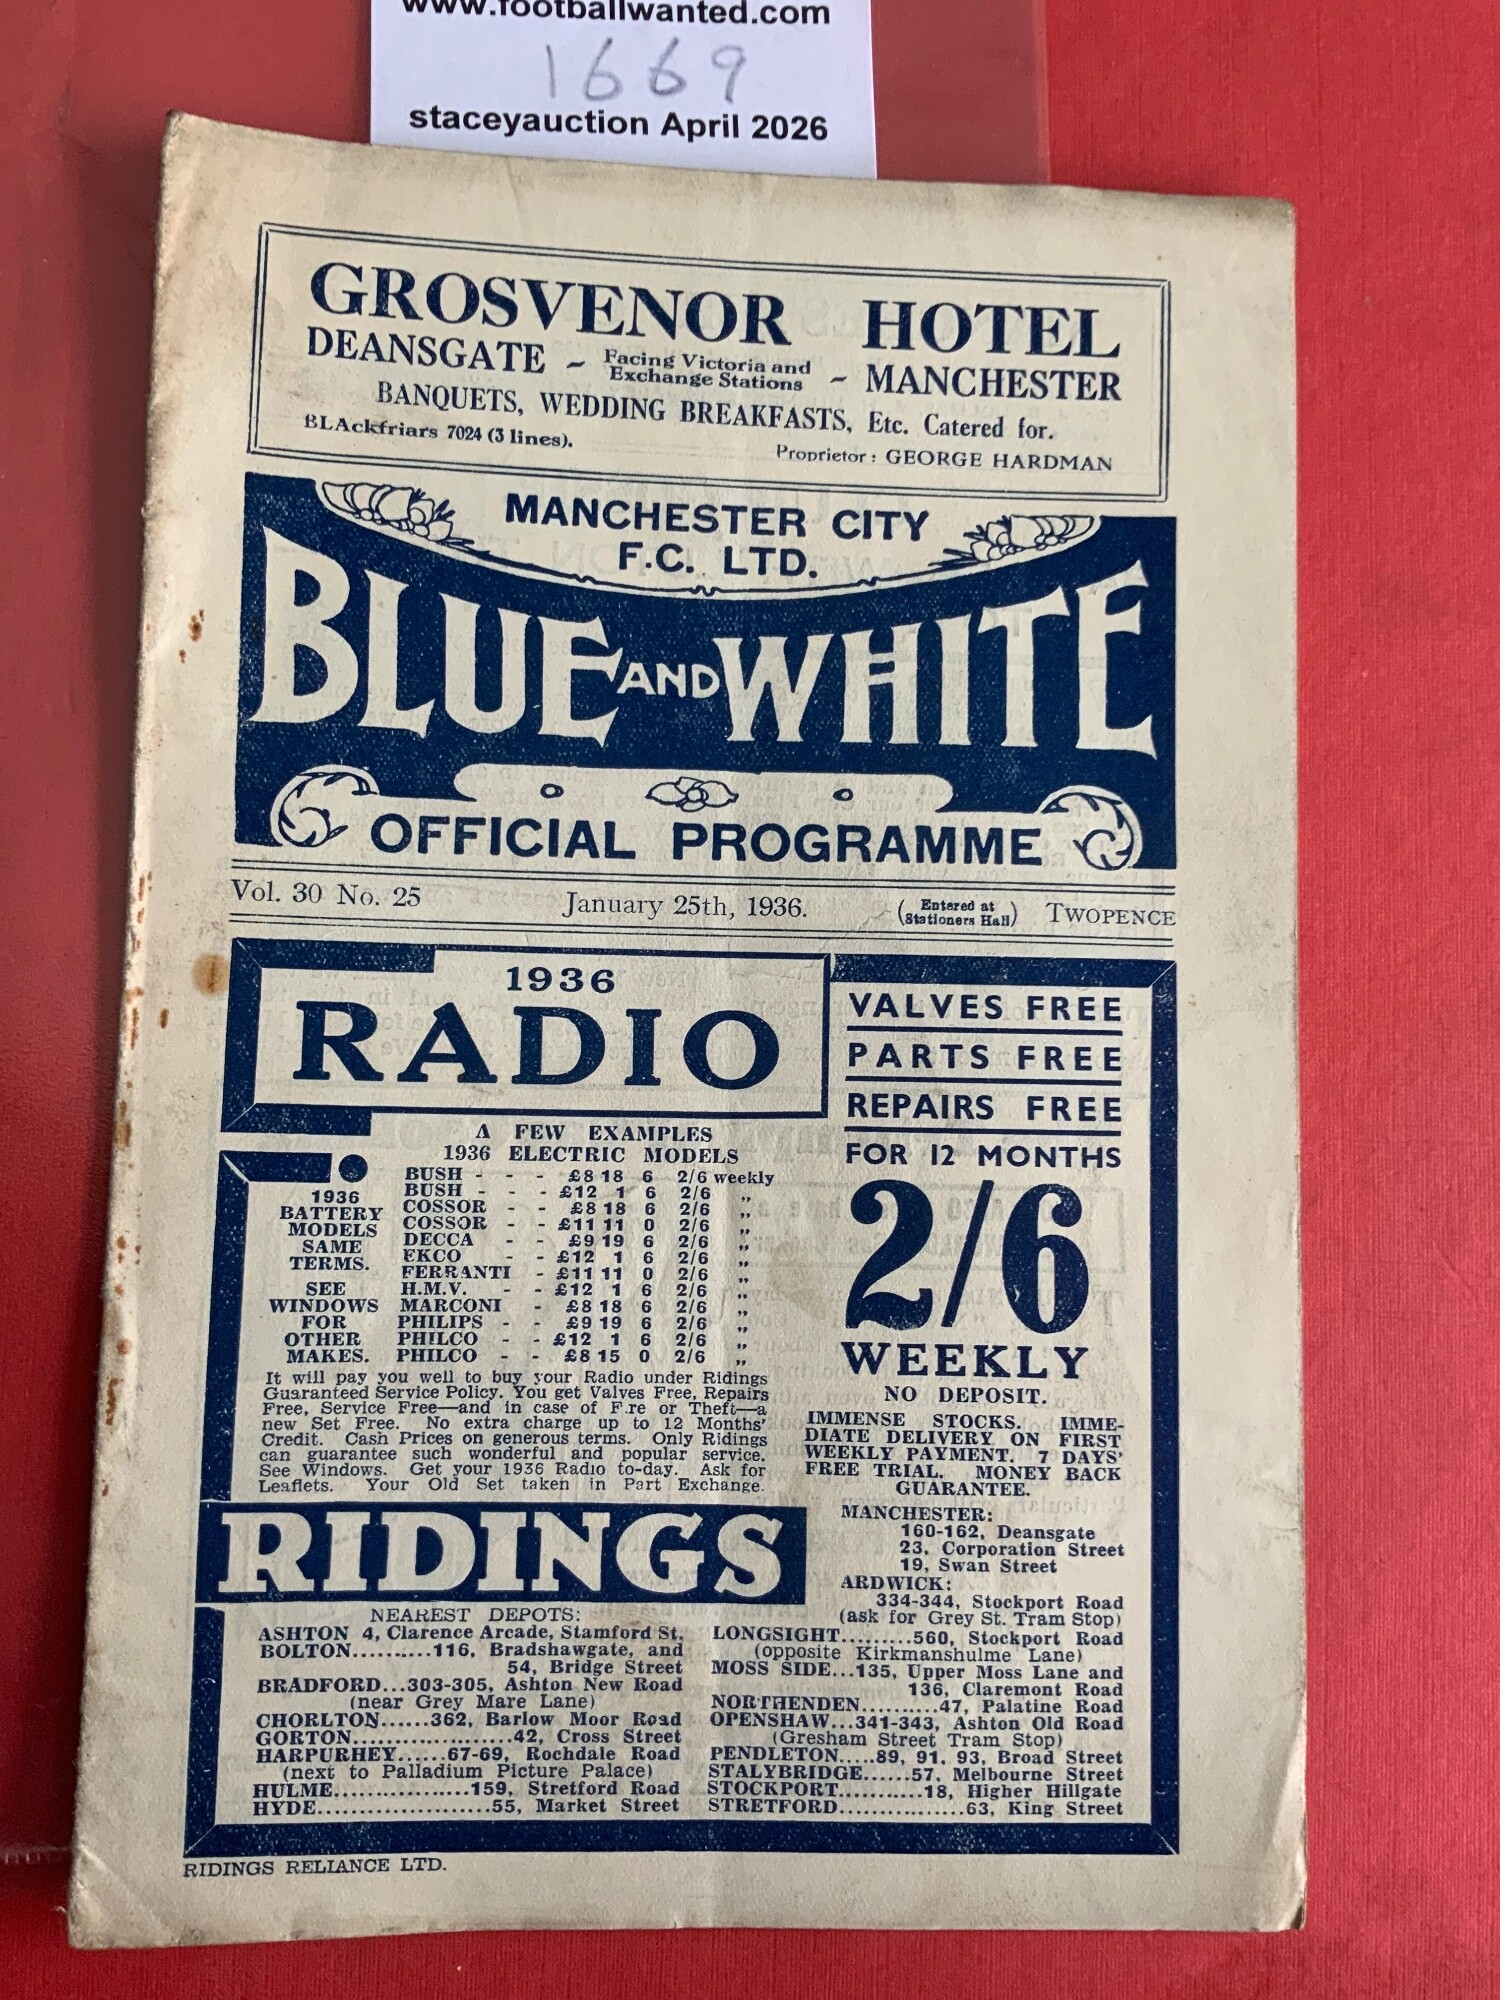 www.footballwanted.com
1669
staceyauction April 2026
GROSVENOR HOTEL
DEANSGATE ~ Facing Victoria and Exchange Stations ~ MANCHESTER
BANQUETS, WEDDING BREAKFASTS, Etc. Catered for.
BLAckfriars 7024 (3 lines).
Proprietor: GEORGE HARDMAN
MANCHESTER CITY
F.C. LTD.
BLUE AND WHITE
OFFICIAL PROGRAMME
Vol. 30 No. 25 January 25th, 1936. (Entered at Stationers Hall) TWOPENCE
1936
RADIO
A FEW EXAMPLES
1936 ELECTRIC MODELS
BUSH - - - £8 18 6 2/6 weekly
BUSH - - - £12 1 6 2/6 „
COSSOR - - £8 18 6 2/6 „
COSSOR - - £11 11 0 2/6 „
DECCA - - £9 19 6 2/6 „
EKCO - - £12 1 6 2/6 „
FERRANTI - £11 11 0 2/6 „
H.M.V. - - £12 1 6 2/6 „
MARCONI - £8 18 6 2/6 „
PHILIPS - - £9 19 6 2/6 „
PHILCO - - £12 1 6 2/6 „
PHILCO - - £8 15 0 2/6 „
1936
BATTERY
MODELS
SAME
TERMS.
SEE
WINDOWS
FOR
OTHER
MAKES.
It will pay you well to buy your Radio under Ridings
Guaranteed Service Policy. You get Valves Free, Repairs
Free, Service Free—and in case of F.re or Theft—a
new Set Free. No extra charge up to 12 Months'
Credit. Cash Prices on generous terms. Only Ridings
can guarantee such wonderful and popular service.
See Windows. Get your 1936 Radio to-day. Ask for
Leaflets. Your Old Set taken in Part Exchange.
VALVES FREE
PARTS FREE
REPAIRS FREE
FOR 12 MONTHS
2/6
WEEKLY
NO DEPOSIT.
IMMENSE STOCKS. IMME-
DIATE DELIVERY ON FIRST
WEEKLY PAYMENT. 7 DAYS'
FREE TRIAL. MONEY BACK
GUARANTEE.
RIDINGS
MANCHESTER:
160-162, Deansgate
23, Corporation Street
19, Swan Street
ARDWICK:
334-344, Stockport Road
(ask for Grey St. Tram Stop)
NEAREST DEPOTS:
ASHTON 4, Clarence Arcade, Stamford St.
BOLTON..........116, Bradshawgate, and
54, Bridge Street
BRADFORD...303-305, Ashton New Road
(near Grey Mare Lane)
CHORLTON......362, Barlow Moor Road
GORTON....................42, Cross Street
HARPURHEY......67-69, Rochdale Road
(next to Palladium Picture Palace)
HULME.................159, Stretford Road
HYDE......................55, Market Street
LONGSIGHT.........560, Stockport Road
(opposite Kirkmanshulme Lane)
MOSS SIDE...135, Upper Moss Lane and
136, Claremont Road
NORTHENDEN..........47, Palatine Road
OPENSHAW...341-343, Ashton Old Road
(Gresham Street Tram Stop)
PENDLETON.....89, 91, 93, Broad Street
STALYBRIDGE......57, Melbourne Street
STOCKPORT...........18, Higher Hillgate
STRETFORD................63, King Street
RIDINGS RELIANCE LTD.